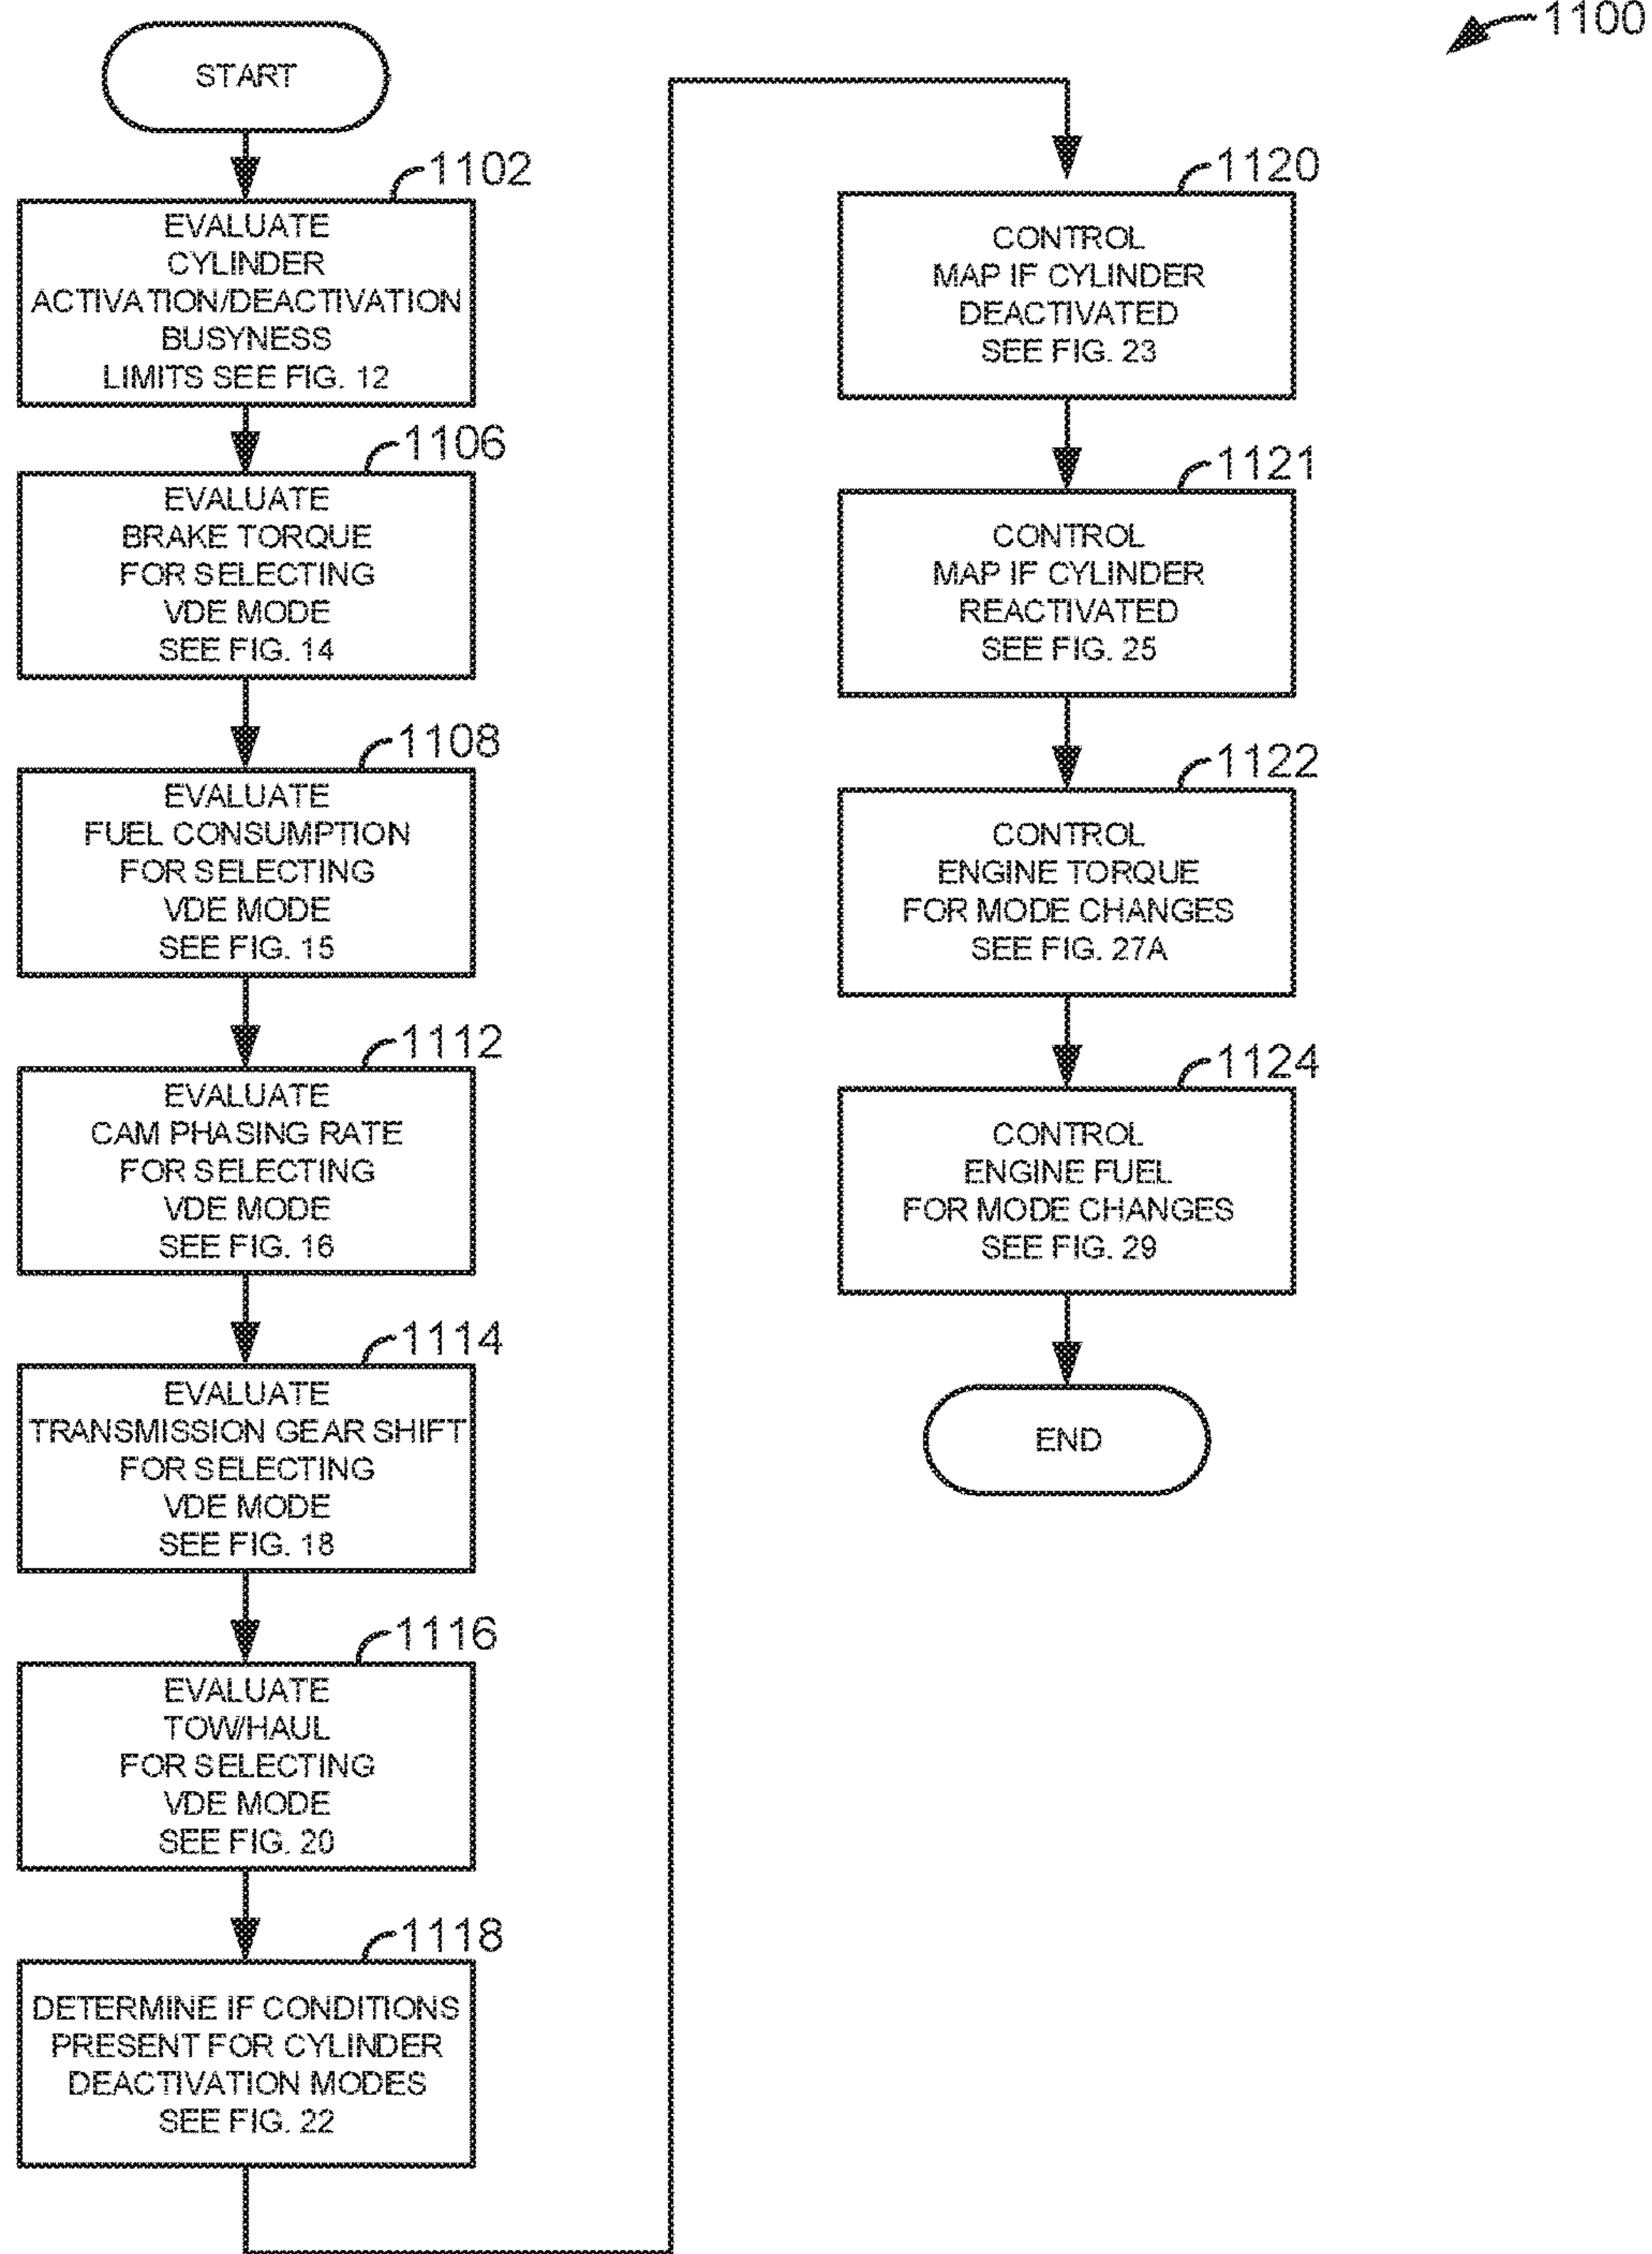 1100
START
1102
EVALUATE
CYLINDER
ACTIVATION/DEACTIVATION
BUSYNESS
LIMITS SEE FIG. 12
1106
EVALUATE
BRAKE TORQUE
FOR SELECTING
VDE MODE
SEE FIG. 14
1108
EVALUATE
FUEL CONSUMPTION
FOR SELECTING
VDE MODE
SEE FIG. 15
1112
EVALUATE
CAM PHASING RATE
FOR SELECTING
VDE MODE
SEE FIG. 16
1114
EVALUATE
TRANSMISSION GEAR SHIFT
FOR SELECTING
VDE MODE
SEE FIG. 18
1116
EVALUATE
TOW/HAUL
FOR SELECTING
VDE MODE
SEE FIG. 20
1118
DETERMINE IF CONDITIONS
PRESENT FOR CYLINDER
DEACTIVATION MODES
SEE FIG. 22
1120
CONTROL
MAP IF CYLINDER
DEACTIVATED
SEE FIG. 23
1121
CONTROL
MAP IF CYLINDER
REACTIVATED
SEE FIG. 25
1122
CONTROL
ENGINE TORQUE
FOR MODE CHANGES
SEE FIG. 27A
1124
CONTROL
ENGINE FUEL
FOR MODE CHANGES
SEE FIG. 29
END